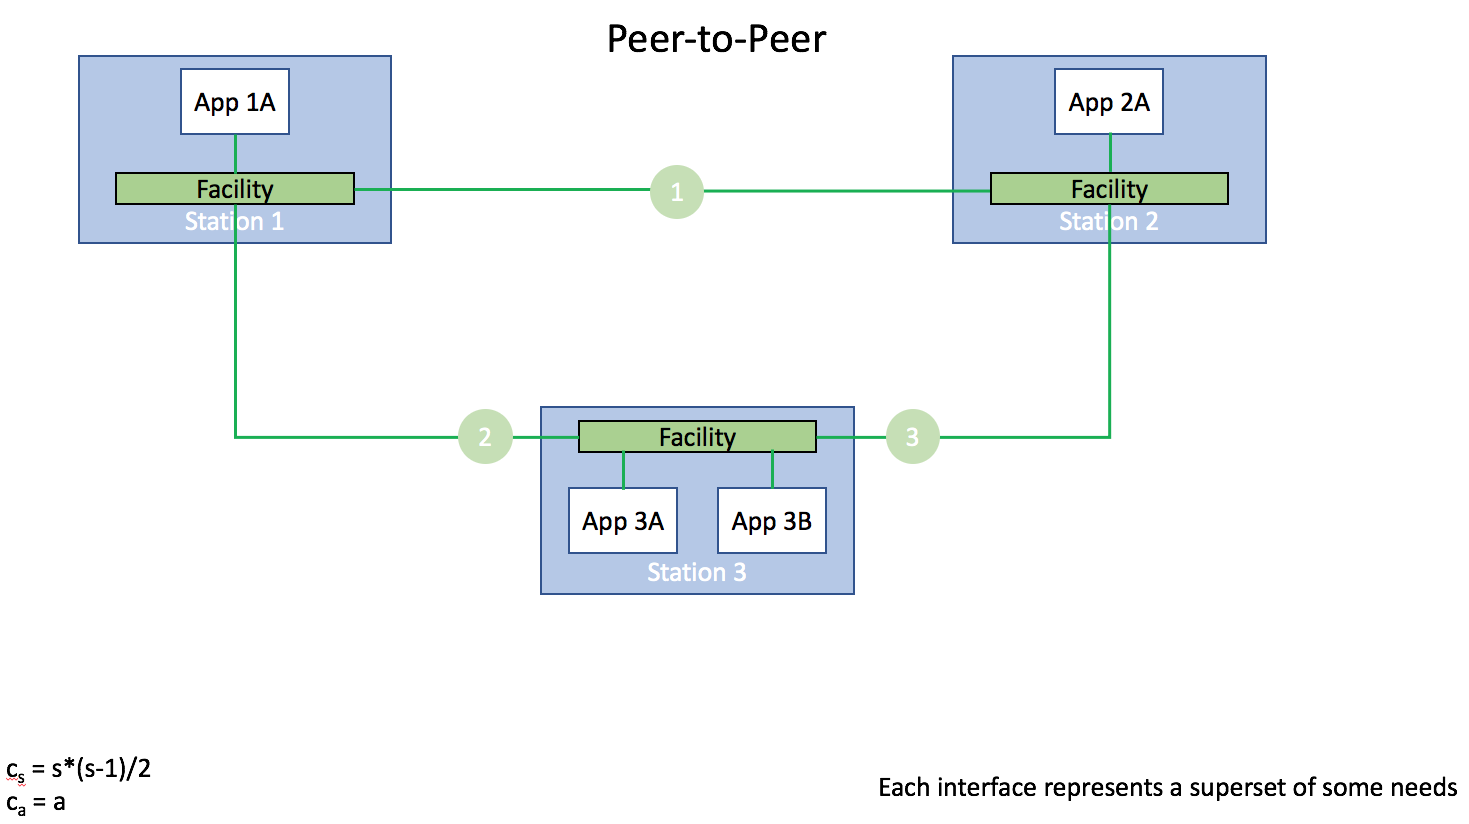 Peer-to-Peer
App 1A
App 2A
Facility
1
Facility
Station 1
Station 2
2
Facility
3
App 3A
App 3B
Station 3
cs = s*(s-1)/2
ca = a
Each interface represents a superset of some needs